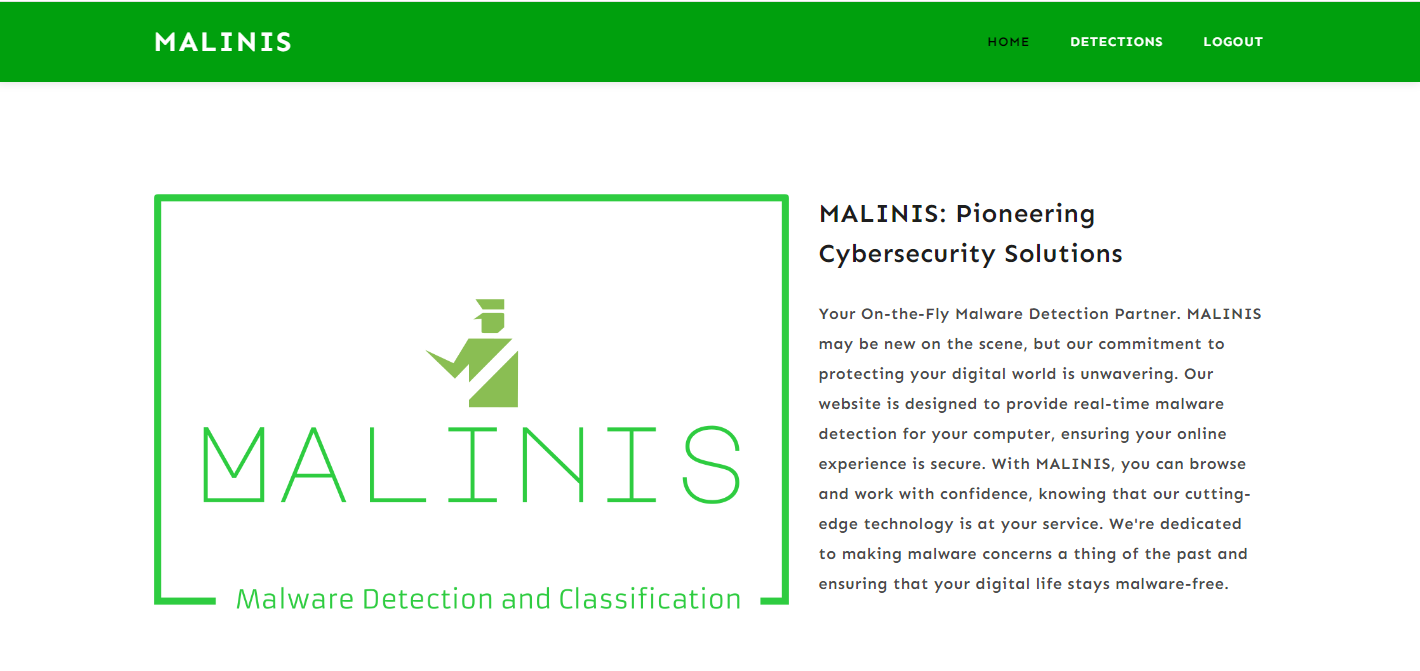 MALINIS
HOME
DETECTIONS
LOGOUT
MALINIS
Malware Detection and Classification
MALINIS: Pioneering
Cybersecurity Solutions
Your On-the-Fly Malware Detection Partner. MALINIS
may be new on the scene, but our commitment to
protecting your digital world is unwavering. Our
website is designed to provide real-time malware
detection for your computer, ensuring your online
experience is secure. With MALINIS, you can browse
and work with confidence, knowing that our cutting-
edge technology is at your service. We're dedicated
to making malware concerns a thing of the past and
ensuring that your digital life stays malware-free.